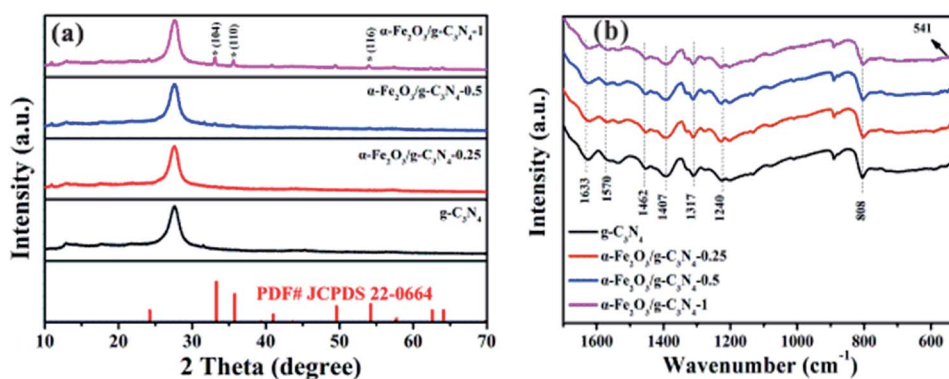 (a)
* (104)
* (110)
* (116)
α-Fe₂O₃/g-C₃N₄-1
α-Fe₂O₃/g-C₃N₄-0.5
α-Fe₂O₃/g-C₃N₄-0.25
g-C₃N₄
PDF# JCPDS 22-0664
Intensity (a.u.)
10 20 30 40 50 60 70
2 Theta (degree)
(b)
541
1633
1570
1462
1407
1317
1240
808
g-C₃N₄
α-Fe₂O₃/g-C₃N₄-0.25
α-Fe₂O₃/g-C₃N₄-0.5
α-Fe₂O₃/g-C₃N₄-1
Intensity (a.u.)
1600 1400 1200 1000 800 600
Wavenumber (cm⁻¹)